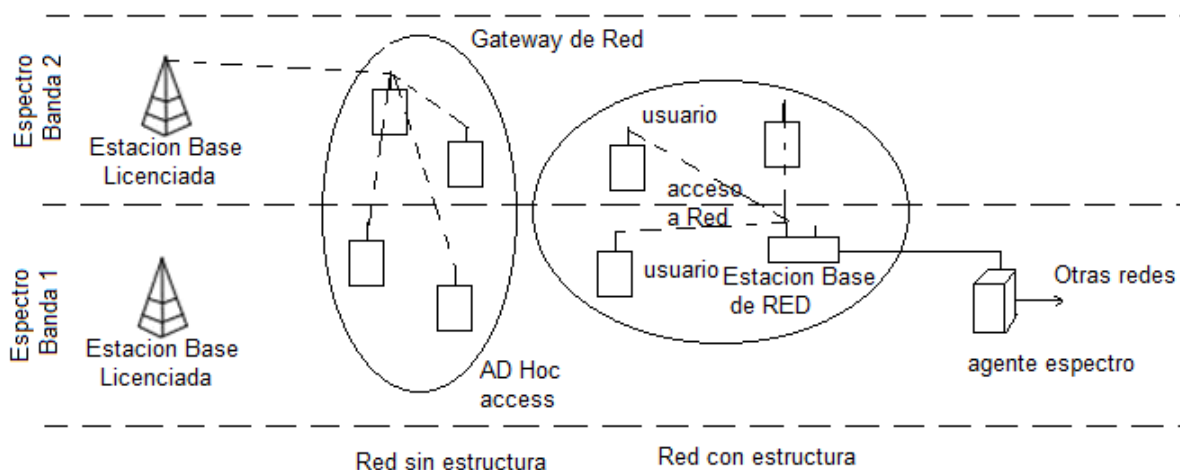 Gateway de Red
Espectro
Banda 2
Estacion Base
Licenciada
usuario
acceso
a Red
usuario
Estacion Base
de RED
Otras redes
Espectro
Banda 1
Estacion Base
Licenciada
agente espectro
AD Hoc
access
Red sin estructura
Red con estructura